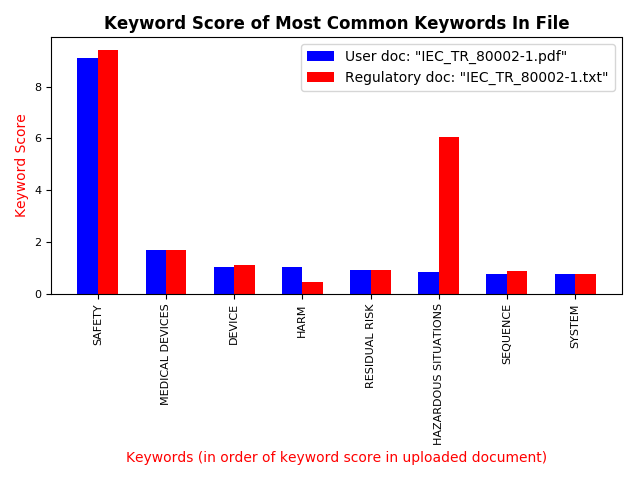 Keyword Score of Most Common Keywords In File
User doc: "IEC_TR_80002-1.pdf"
Regulatory doc: "IEC_TR_80002-1.txt"
Keyword Score
8
6
4
2
0
SAFETY
MEDICAL DEVICES
DEVICE
HARM
RESIDUAL RISK
HAZARDOUS SITUATIONS
SEQUENCE
SYSTEM
Keywords (in order of keyword score in uploaded document)